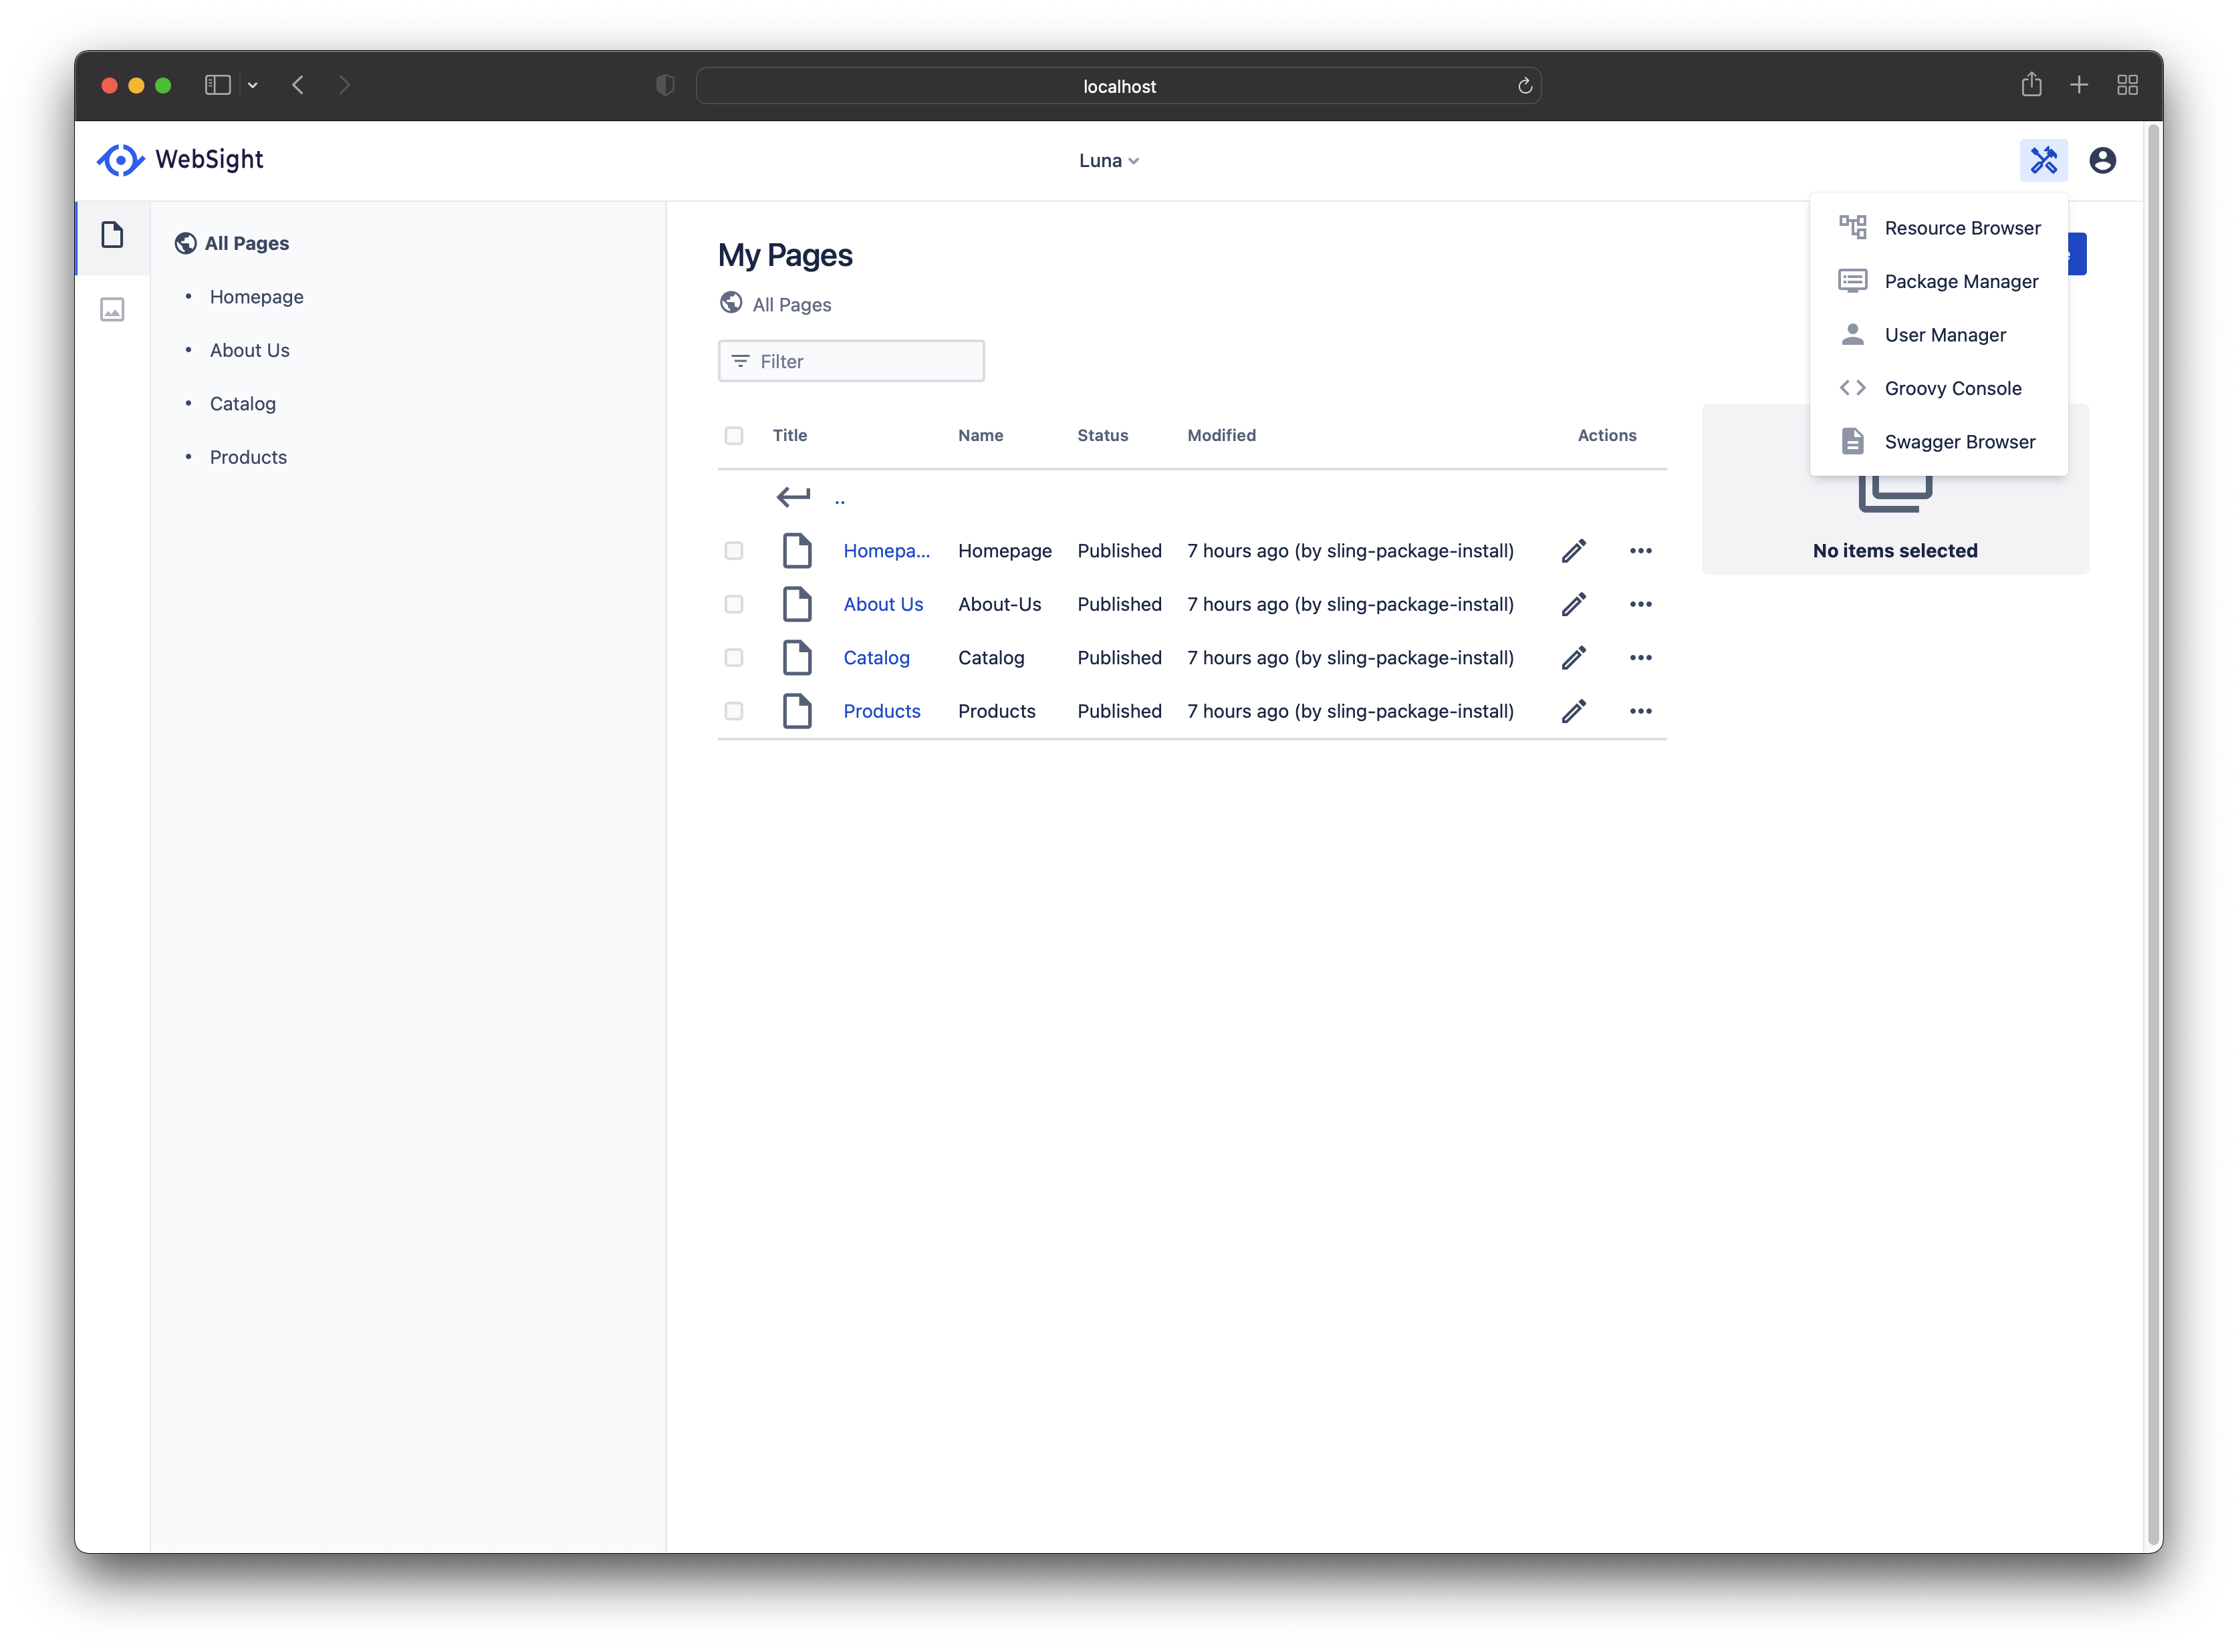 localhost
WebSight
Luna
All Pages
Homepage
About Us
Catalog
Products
My Pages
All Pages
Filter
Title Name Status Modified Actions
..
Homepa... Homepage Published 7 hours ago (by sling-package-install)
About Us About-Us Published 7 hours ago (by sling-package-install)
Catalog Catalog Published 7 hours ago (by sling-package-install)
Products Products Published 7 hours ago (by sling-package-install)
Resource Browser
Package Manager
User Manager
Groovy Console
Swagger Browser
No items selected